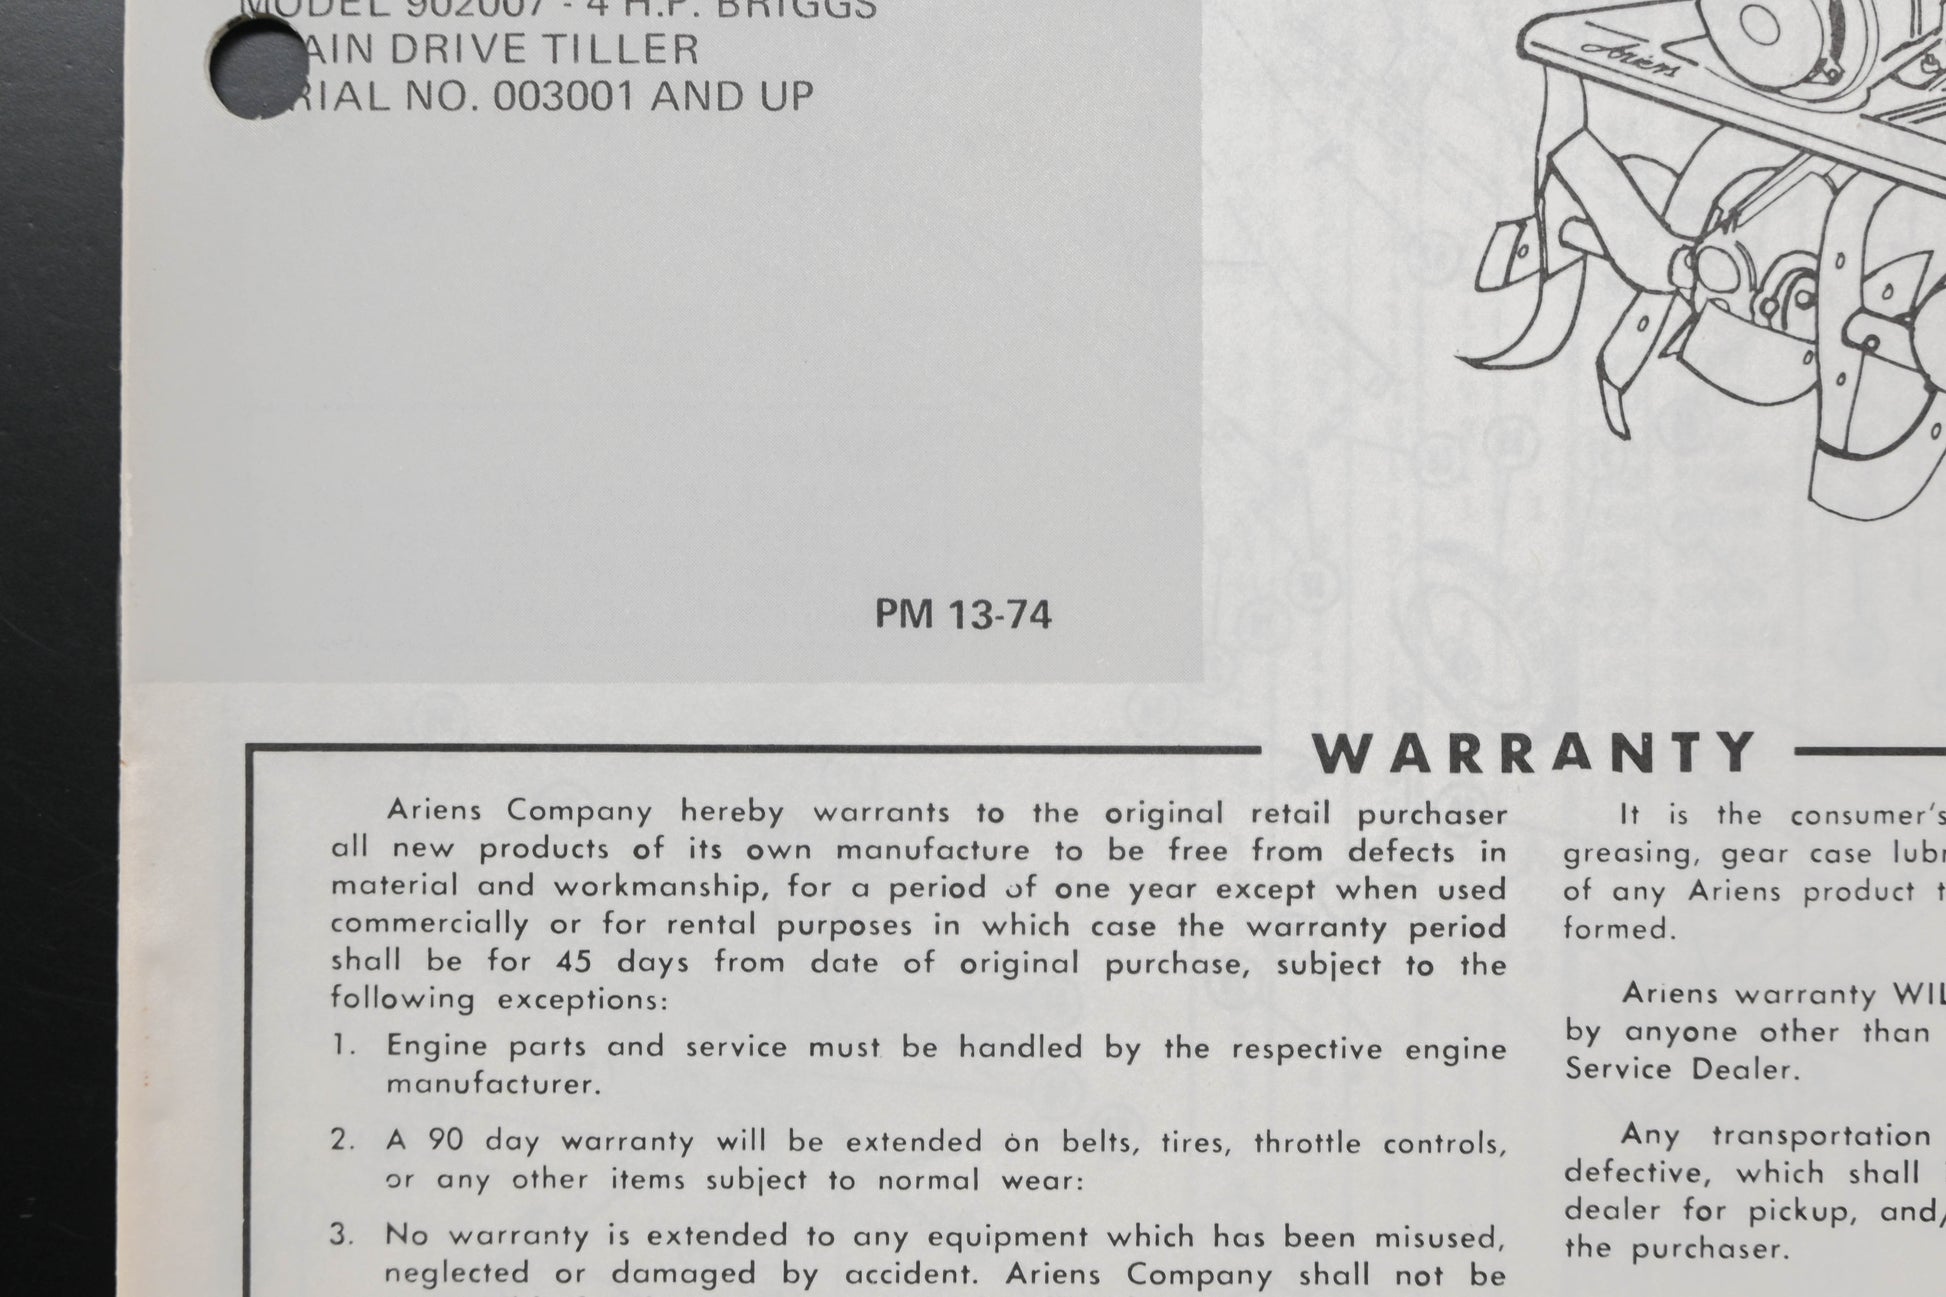 MODEL 902007 - 4 H.P. BRIGGS
AIN DRIVE TILLER
RIAL NO. 003001 AND UP
Ariens
PM 13-74
WARRANTY
Ariens Company hereby warrants to the original retail purchaser
all new products of its own manufacture to be free from defects in
material and workmanship, for a period of one year except when used
commercially or for rental purposes in which case the warranty period
shall be for 45 days from date of original purchase, subject to the
following exceptions:
1. Engine parts and service must be handled by the respective engine
manufacturer.
2. A 90 day warranty will be extended on belts, tires, throttle controls,
or any other items subject to normal wear:
3. No warranty is extended to any equipment which has been misused,
neglected or damaged by accident. Ariens Company shall not be
It is the consumer's
greasing, gear case lubr
of any Ariens product t
formed.
Ariens warranty WIL
by anyone other than
Service Dealer.
Any transportation
defective, which shall
dealer for pickup, and/
the purchaser.